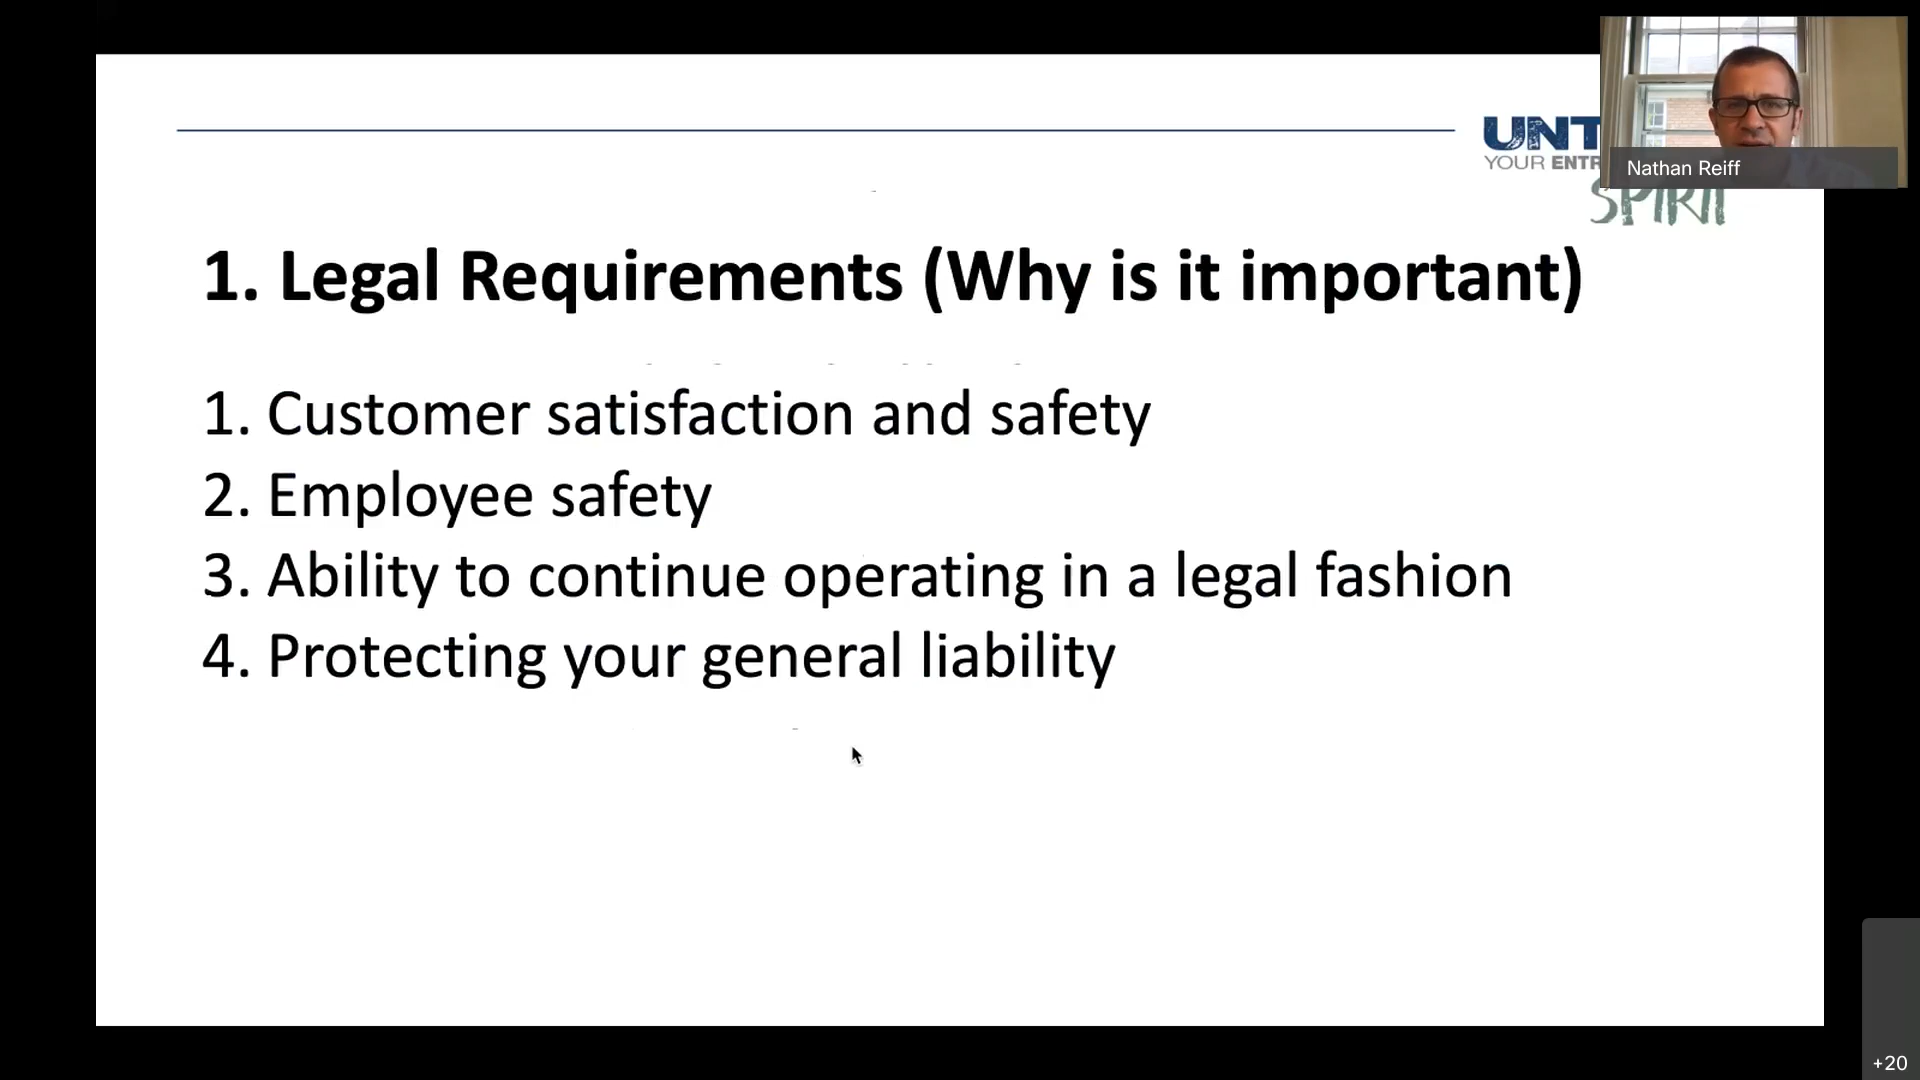 UNT
YOUR ENTR
SPIRIT
Nathan Reiff
1. Legal Requirements (Why is it important)
1. Customer satisfaction and safety
2. Employee safety
3. Ability to continue operating in a legal fashion
4. Protecting your general liability
+20